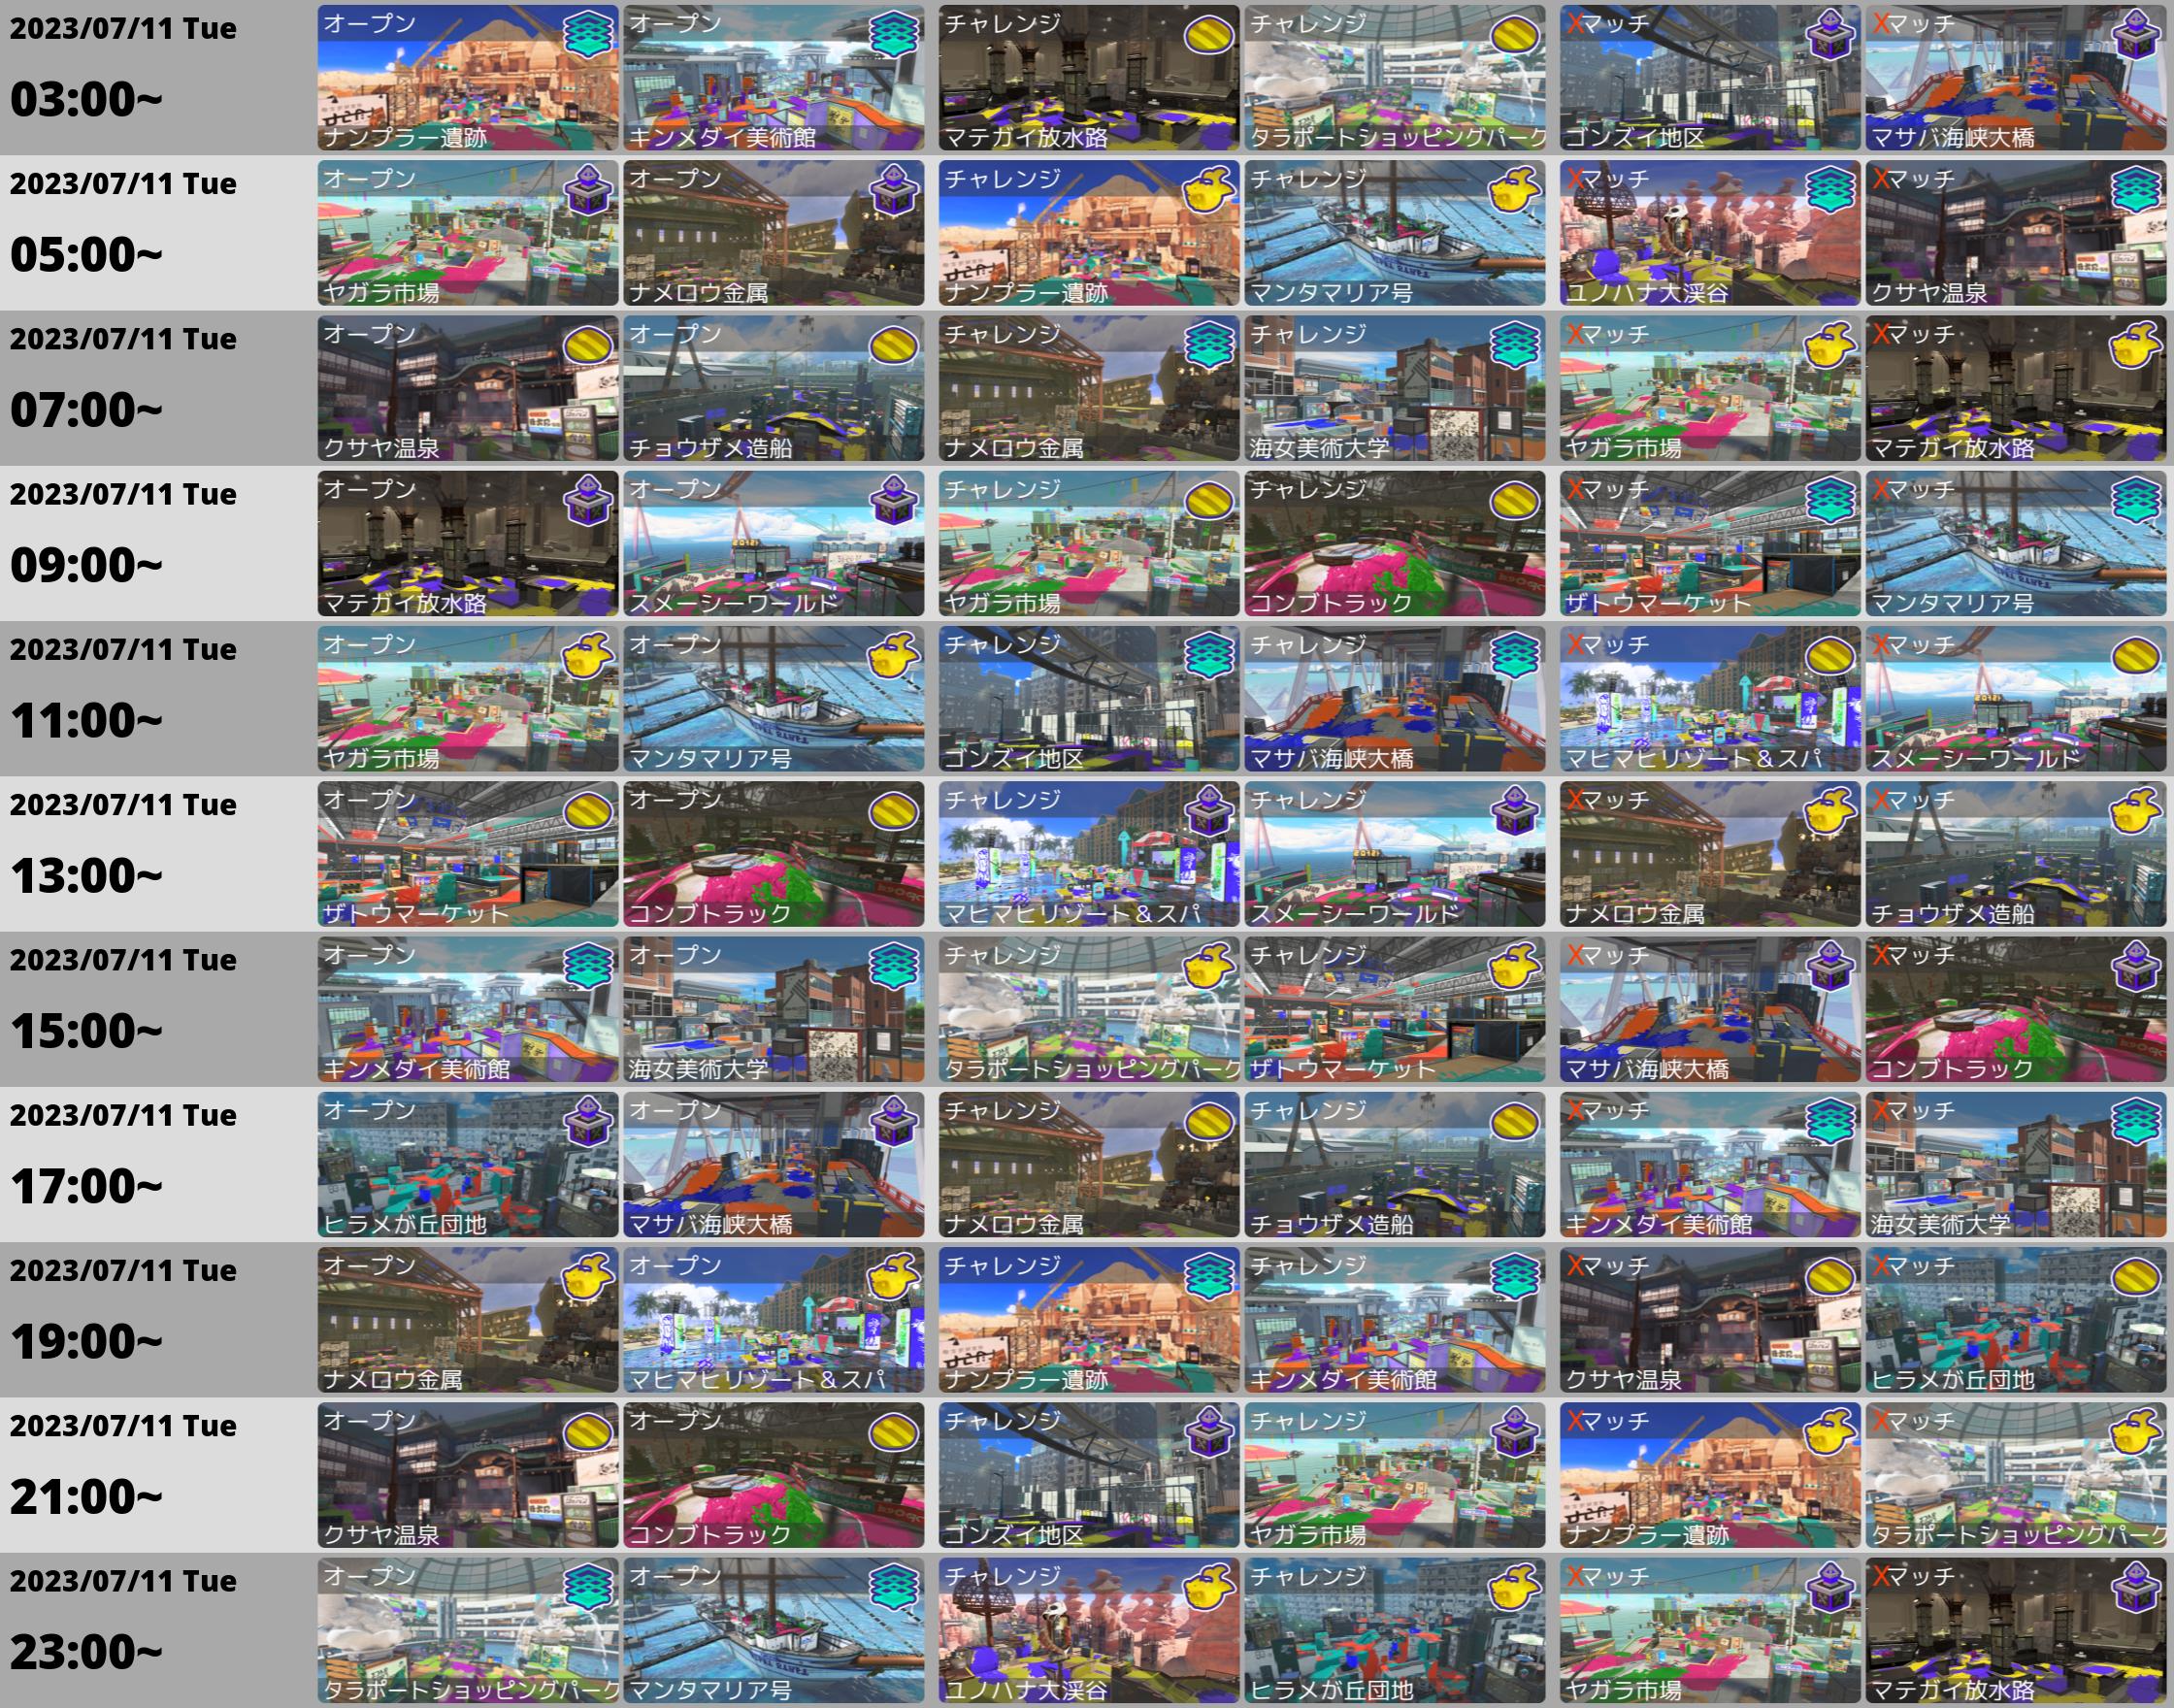 2023/07/11 Tue
03:00~
オープン
ナンプラー遺跡
オープン
キンメダイ美術館
チャレンジ
マテガイ放水路
チャレンジ
タラポートショッピングパーク
Xマッチ
ゴンズイ地区
Xマッチ
マサバ海峡大橋
2023/07/11 Tue
05:00~
オープン
ヤガラ市場
オープン
ナメロウ金属
チャレンジ
ナンプラー遺跡
チャレンジ
マンタマリア号
Xマッチ
ユノハナ大渓谷
Xマッチ
クサヤ温泉
2023/07/11 Tue
07:00~
オープン
クサヤ温泉
オープン
チョウザメ造船
チャレンジ
ナメロウ金属
チャレンジ
海女美術大学
Xマッチ
ヤガラ市場
Xマッチ
マテガイ放水路
2023/07/11 Tue
09:00~
オープン
マテガイ放水路
オープン
スメーシーワールド
チャレンジ
ヤガラ市場
チャレンジ
コンブトラック
Xマッチ
ザトウマーケット
Xマッチ
マンタマリア号
2023/07/11 Tue
11:00~
オープン
ヤガラ市場
オープン
マンタマリア号
チャレンジ
ゴンズイ地区
チャレンジ
マサバ海峡大橋
Xマッチ
マヒマヒリゾート＆スパ
Xマッチ
スメーシーワールド
2023/07/11 Tue
13:00~
オープン
ザトウマーケット
オープン
コンブトラック
チャレンジ
マヒマヒリゾート＆スパ
チャレンジ
スメーシーワールド
Xマッチ
ナメロウ金属
Xマッチ
チョウザメ造船
2023/07/11 Tue
15:00~
オープン
キンメダイ美術館
オープン
海女美術大学
チャレンジ
タラポートショッピングパーク
チャレンジ
ザトウマーケット
Xマッチ
マサバ海峡大橋
Xマッチ
コンブトラック
2023/07/11 Tue
17:00~
オープン
ヒラメが丘団地
オープン
マサバ海峡大橋
チャレンジ
ナメロウ金属
チャレンジ
チョウザメ造船
Xマッチ
キンメダイ美術館
Xマッチ
海女美術大学
2023/07/11 Tue
19:00~
オープン
ナメロウ金属
オープン
マヒマヒリゾート＆スパ
チャレンジ
ナンプラー遺跡
チャレンジ
キンメダイ美術館
Xマッチ
クサヤ温泉
Xマッチ
ヒラメが丘団地
2023/07/11 Tue
21:00~
オープン
クサヤ温泉
オープン
コンブトラック
チャレンジ
ゴンズイ地区
チャレンジ
ヤガラ市場
Xマッチ
ナンプラー遺跡
Xマッチ
タラポートショッピングパーク
2023/07/11 Tue
23:00~
オープン
タラポートショッピングパーク
オープン
マンタマリア号
チャレンジ
ユノハナ大渓谷
チャレンジ
ヒラメが丘団地
Xマッチ
ヤガラ市場
Xマッチ
マテガイ放水路